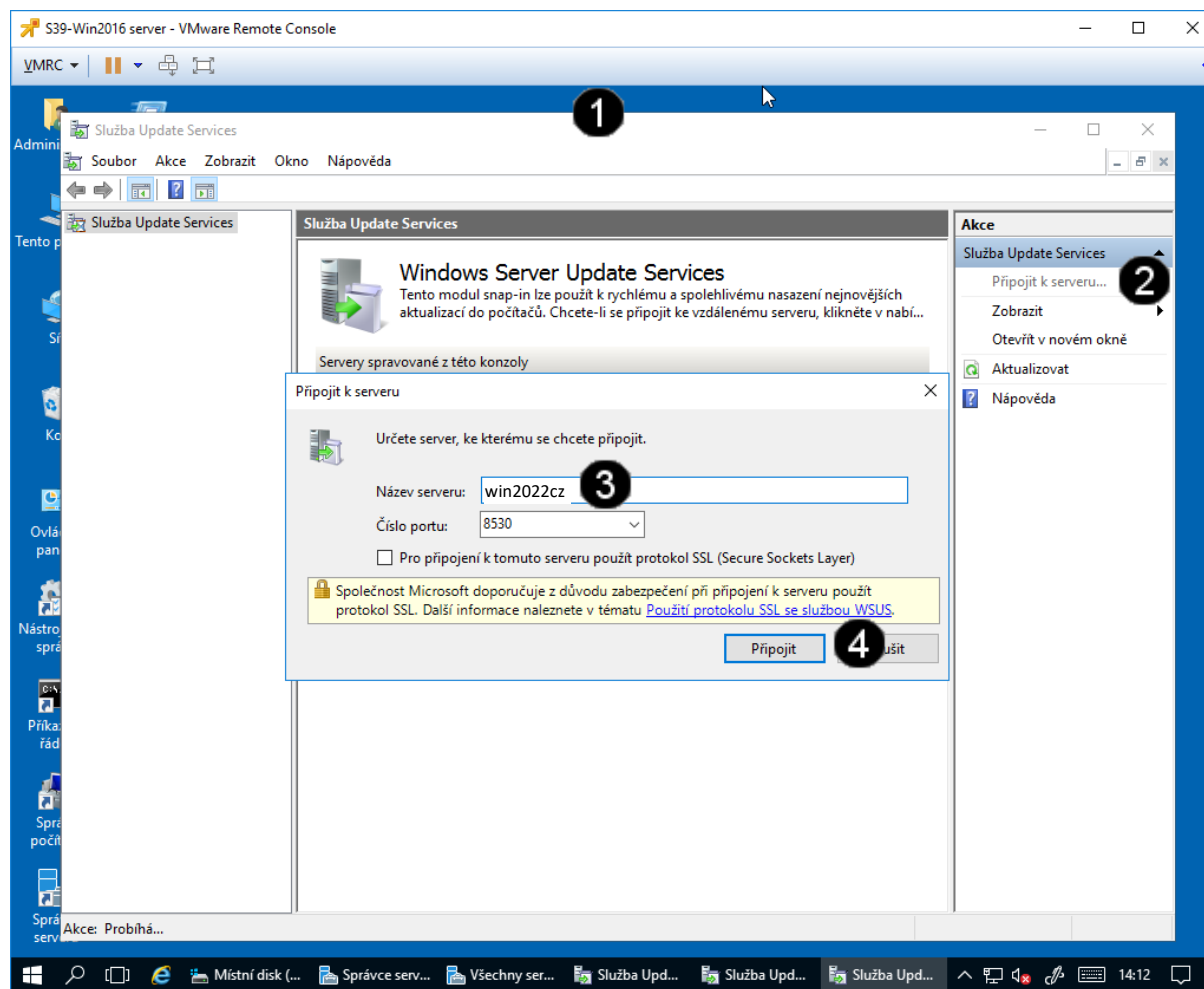 S39-Win2016 server - VMware Remote Console
VMRC
1
Služba Update Services
Soubor Akce Zobrazit Okno Nápověda
Služba Update Services
Služba Update Services
Windows Server Update Services
Tento modul snap-in lze použít k rychlému a spolehlivému nasazení nejnovějších
aktualizací do počítačů. Chcete-li se připojit ke vzdálenému serveru, klikněte v nabí...
Servery spravované z této konzoly
Akce
Služba Update Services
Připojit k serveru...
2
Zobrazit
Otevřít v novém okně
Aktualizovat
Nápověda
Připojit k serveru
Určete server, ke kterému se chcete připojit.
Název serveru: win2022cz
3
Číslo portu: 8530
Pro připojení k tomuto serveru použít protokol SSL (Secure Sockets Layer)
Společnost Microsoft doporučuje z důvodu zabezpečení při připojení k serveru použít
protokol SSL. Další informace naleznete v tématu Použití protokolu SSL se službou WSUS.
Připojit
4
Admini
Tento p
Sí
Ko
Ovlá
pan
Nástro
sprá
Příka
řád
Sprá
počít
Sprá
serv
Akce: Probíhá...
Místní disk (... Správce serv... Všechny ser... Služba Upd... Služba Upd... Služba Upd... 14:12